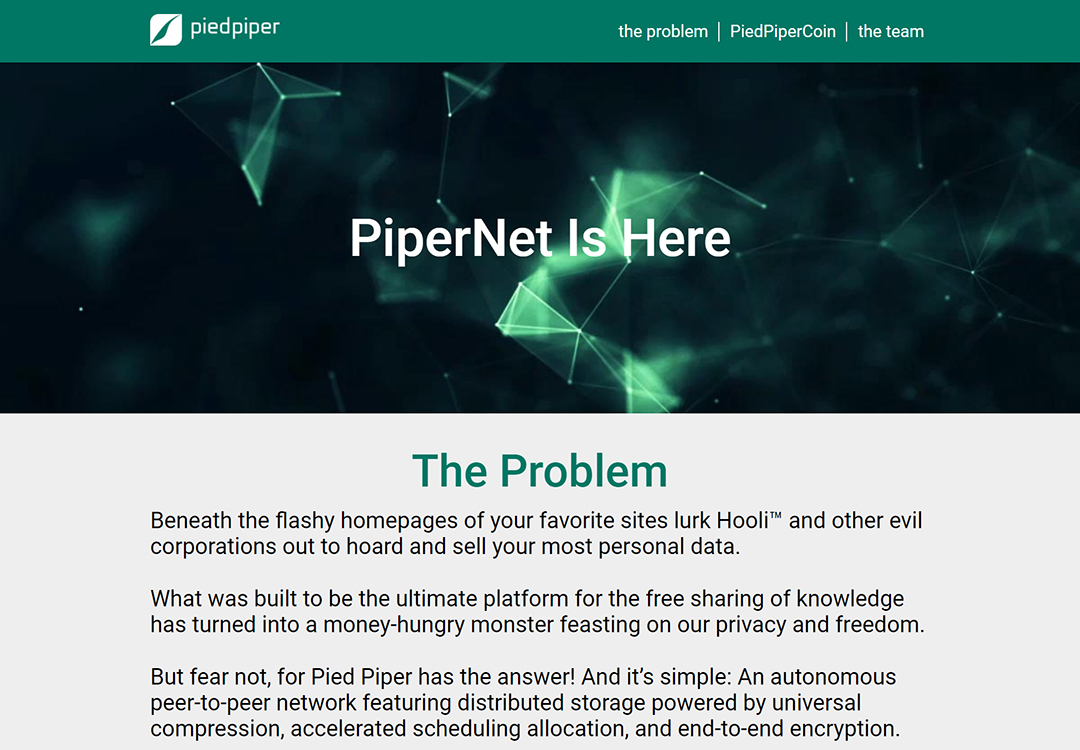 piedpiper
the problem | PiedPiperCoin | the team
PiperNet Is Here
The Problem
Beneath the flashy homepages of your favorite sites lurk Hooli™ and other evil
corporations out to hoard and sell your most personal data.
What was built to be the ultimate platform for the free sharing of knowledge
has turned into a money-hungry monster feasting on our privacy and freedom.
But fear not, for Pied Piper has the answer! And it’s simple: An autonomous
peer-to-peer network featuring distributed storage powered by universal
compression, accelerated scheduling allocation, and end-to-end encryption.